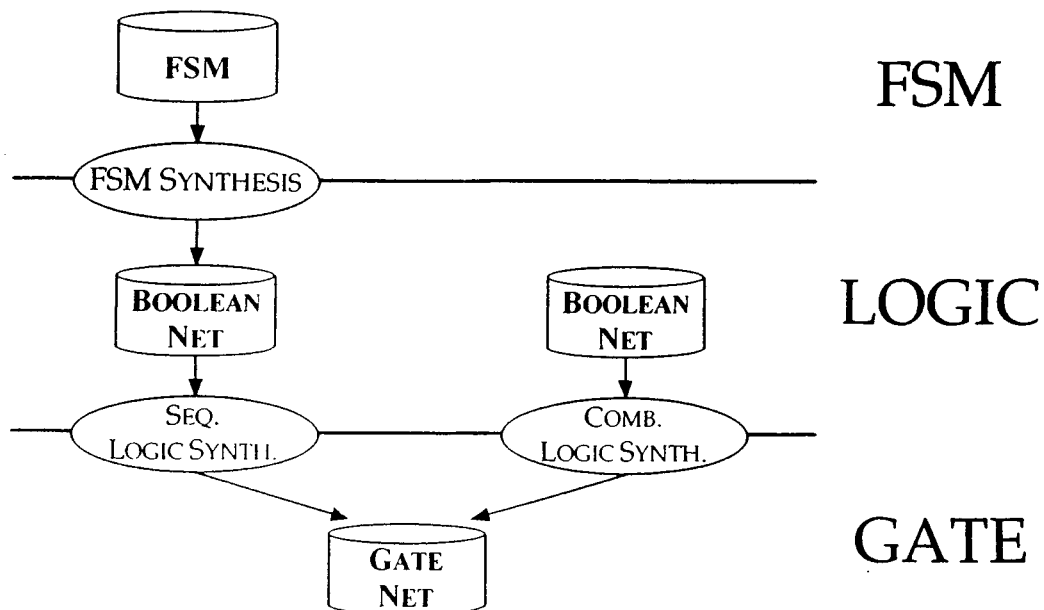 FSM
FSM
FSM SYNTHESIS
BOOLEAN
NET
BOOLEAN
NET
LOGIC
SEQ.
LOGIC SYNTH.
COMB.
LOGIC SYNTH.
GATE
NET
GATE